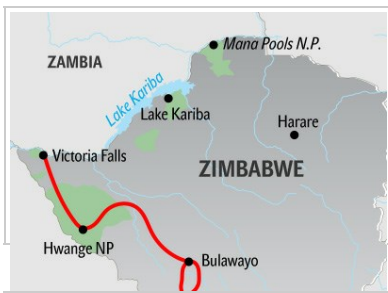 Mana Pools N.P.
ZAMBIA
Lake Kariba
Lake Kariba
Harare
Victoria Falls
ZIMBABWE
Hwange NP
Bulawayo